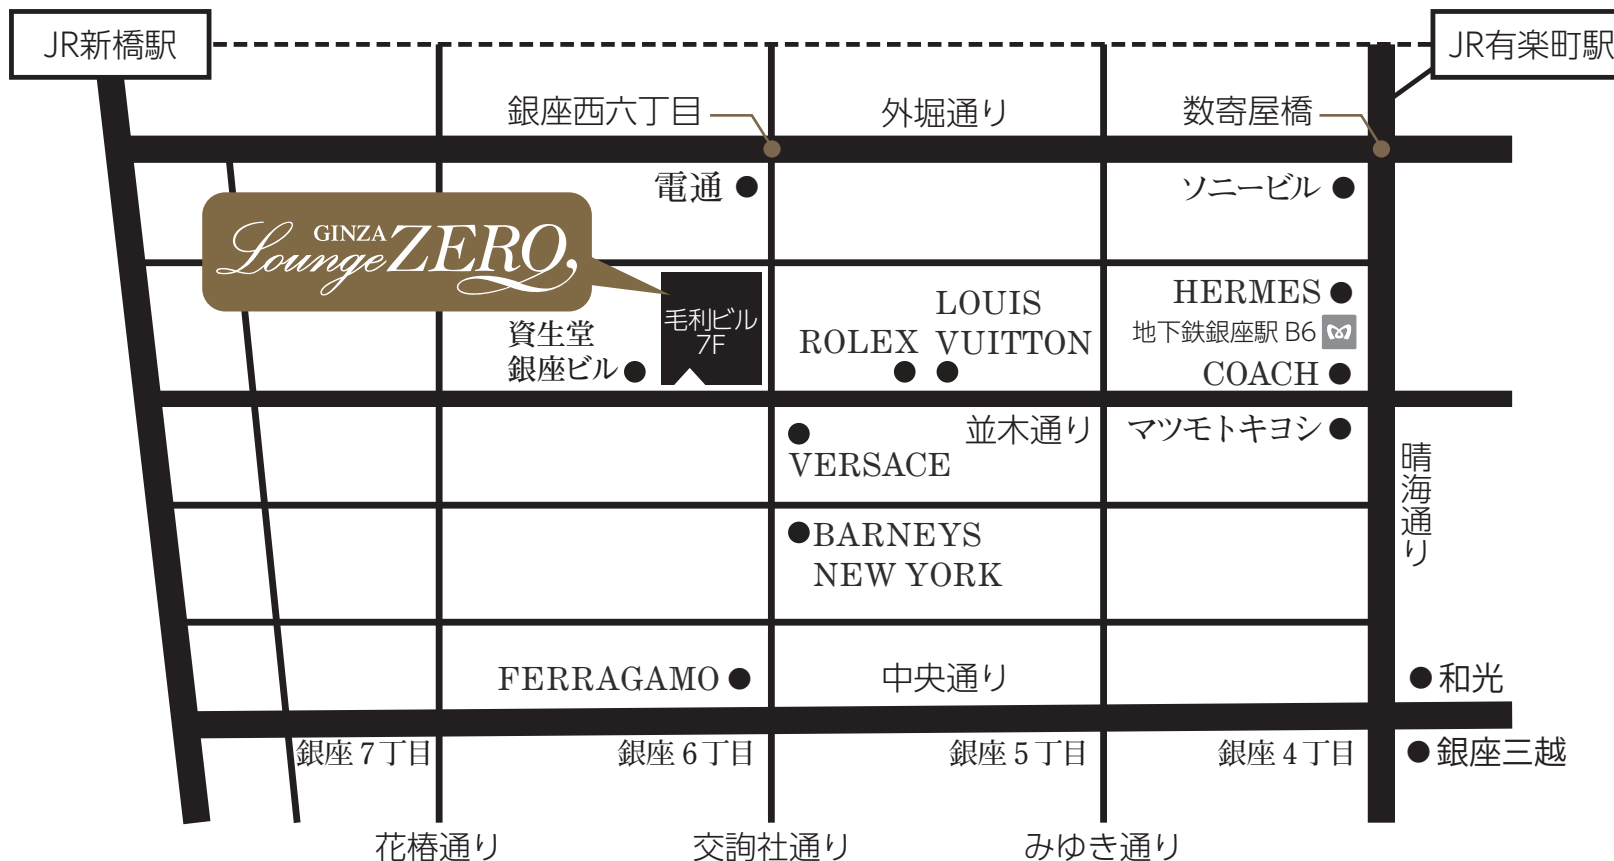 JR新橋駅
JR有楽町駅
銀座西六丁目
外堀通り
数寄屋橋
電通
ソニービル
GINZA
Lounge ZERO,
毛利ビル
7F
資生堂
銀座ビル
ROLEX
LOUIS
VUITTON
HERMES
地下鉄銀座駅 B6
COACH
並木通り
マツモトキヨシ
VERSACE
晴海通り
BARNEYS
NEW YORK
FERRAGAMO
中央通り
和光
銀座7丁目
銀座6丁目
銀座5丁目
銀座4丁目
銀座三越
花椿通り
交詢社通り
みゆき通り